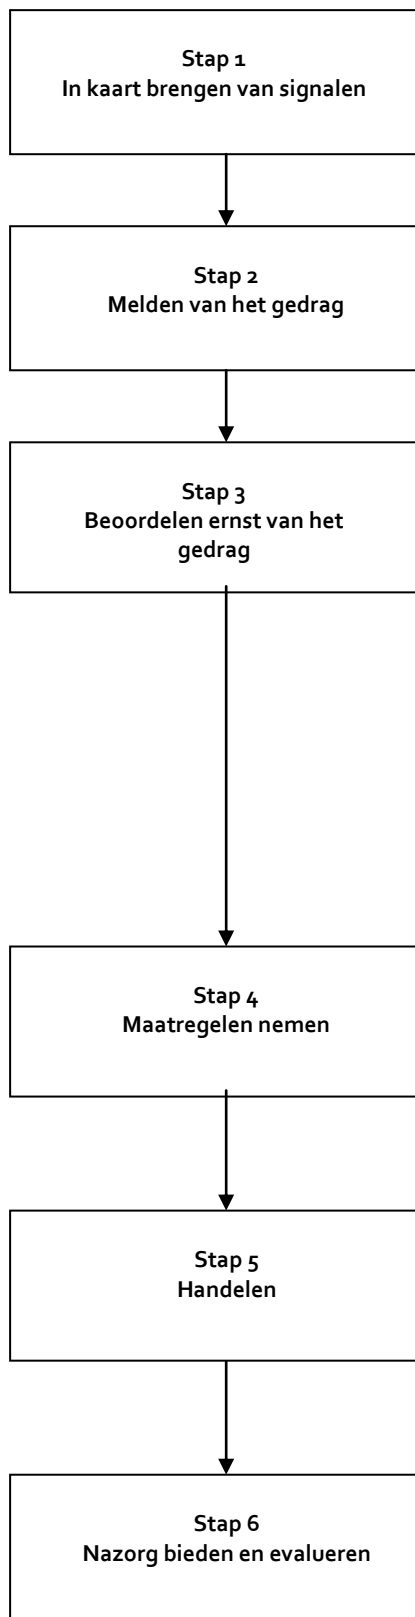 Stap 1
In kaart brengen van signalen
Stap 2
Melden van het gedrag
Stap 3
Beoordelen ernst van het
gedrag
Stap 4
Maatregelen nemen
Stap 5
Handelen
Stap 6
Nazorg bieden en evalueren